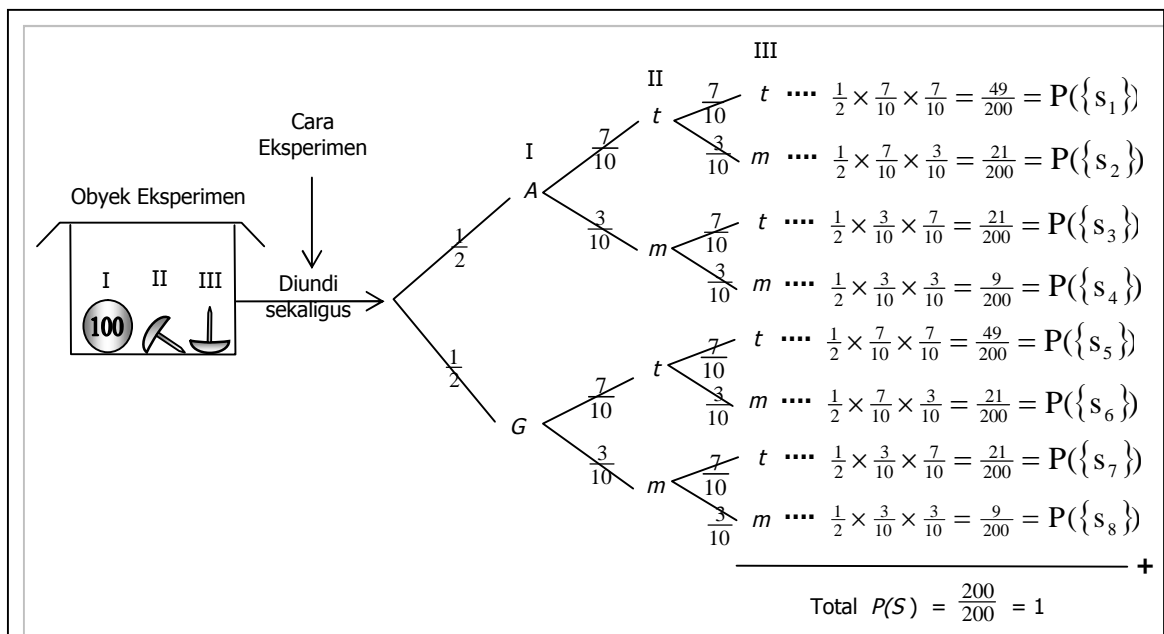 III
II
I
Cara
Eksperimen
Obyek Eksperimen
I II III
100
Diundi
sekaligus
1/2
1/2
A
G
7/10
3/10
7/10
3/10
t
m
t
m
7/10 t .... 1/2 × 7/10 × 7/10 = 49/200 = P({s₁})
3/10 m .... 1/2 × 7/10 × 3/10 = 21/200 = P({s₂})
7/10 t .... 1/2 × 3/10 × 7/10 = 21/200 = P({s₃})
3/10 m .... 1/2 × 3/10 × 3/10 = 9/200 = P({s₄})
7/10 t .... 1/2 × 7/10 × 7/10 = 49/200 = P({s₅})
3/10 m .... 1/2 × 7/10 × 3/10 = 21/200 = P({s₆})
7/10 t .... 1/2 × 3/10 × 7/10 = 21/200 = P({s₇})
3/10 m .... 1/2 × 3/10 × 3/10 = 9/200 = P({s₈})
+
Total P(S) = 200/200 = 1